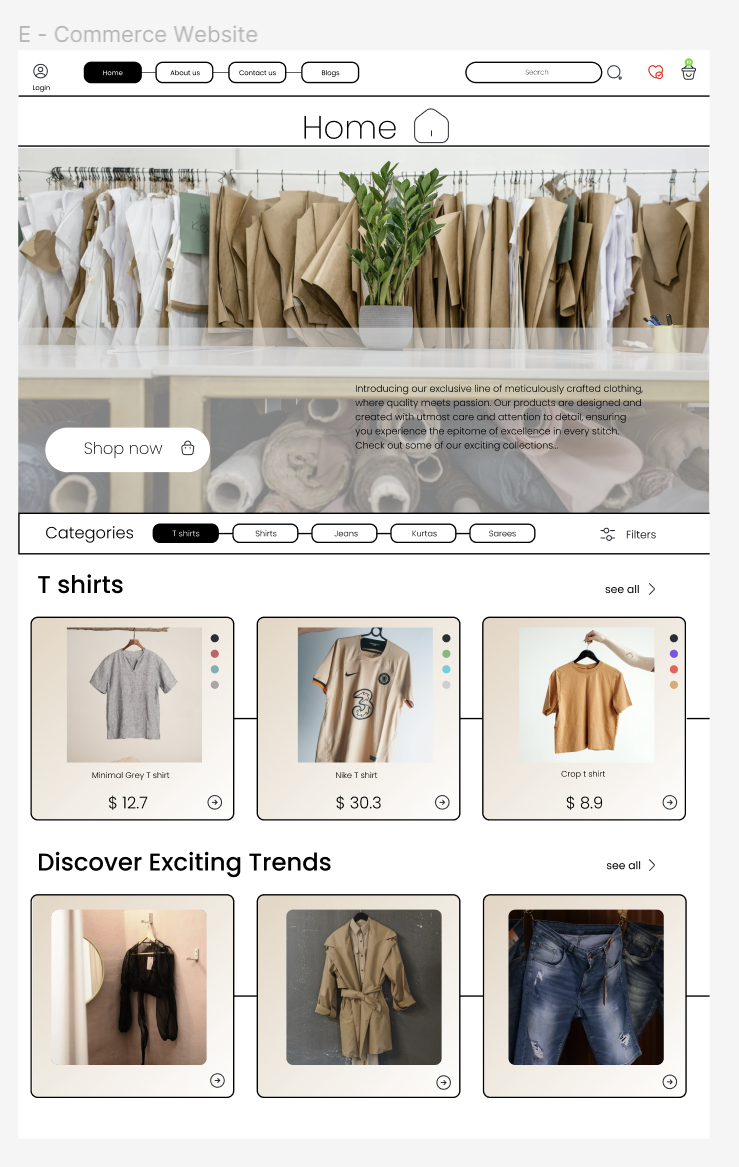 E - Commerce Website
Login
Home
About us
Contact us
Blogs
Search
Home
Introducing our exclusive line of meticulously crafted clothing,
where quality meets passion. Our products are designed and
created with utmost care and attention to detail, ensuring
you experience the epitome of excellence in every stitch.
Check out some of our exciting collections...
Shop now
Categories
T shirts
Shirts
Jeans
Kurtas
Sarees
Filters
T shirts
see all
3
Minimal Grey T shirt
Nike T shirt
Crop t shirt
$ 12.7
$ 30.3
$ 8.9
Discover Exciting Trends
see all